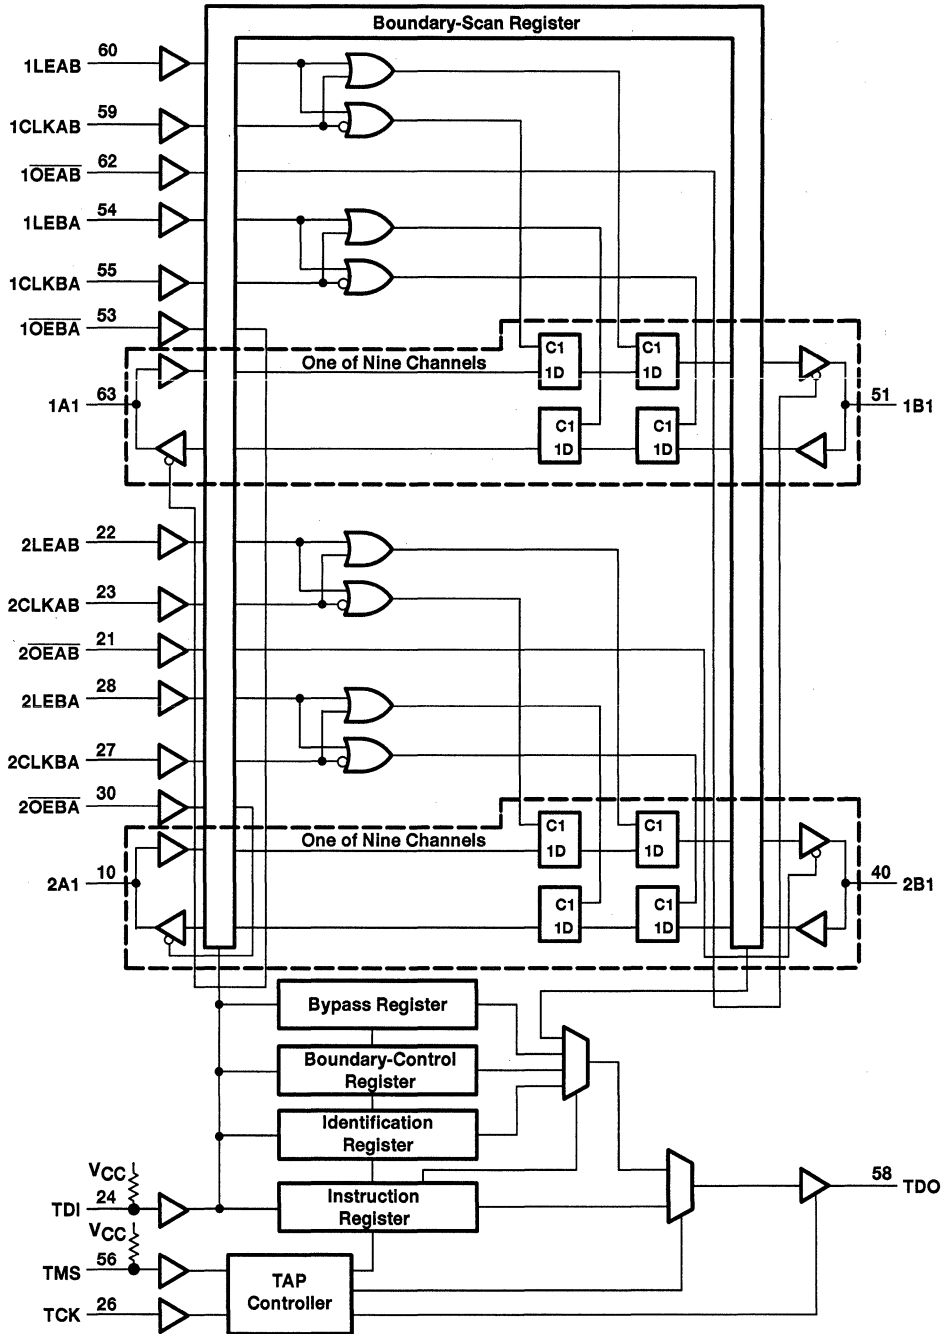 Boundary-Scan Register
1LEAB 60
1CLKAB 59
1OEAB 62
1LEBA 54
1CLKBA 55
1OEBA 53
One of Nine Channels
C1
1D
C1
1D
1A1 63
51 1B1
C1
1D
C1
1D
2LEAB 22
2CLKAB 23
2OEAB 21
2LEBA 28
2CLKBA 27
2OEBA 30
One of Nine Channels
C1
1D
C1
1D
2A1 10
40 2B1
C1
1D
C1
1D
Bypass Register
Boundary-Control
Register
Identification
Register
VCC
TDI 24
Instruction
Register
58 TDO
VCC
TMS 56
TAP
Controller
TCK 26